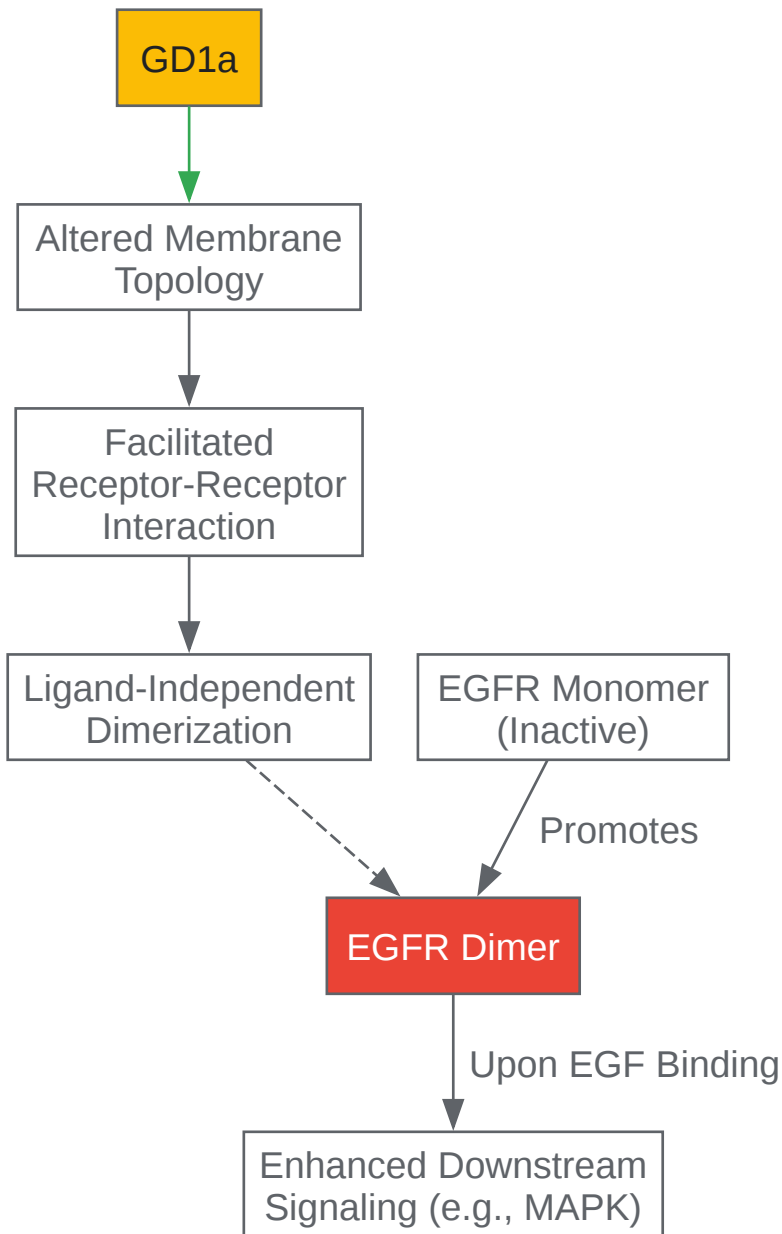 GD1a
Altered Membrane
Topology
Facilitated
Receptor-Receptor
Interaction
Ligand-Independent
Dimerization
EGFR Monomer
(Inactive)
Promotes
EGFR Dimer
Upon EGF Binding
Enhanced Downstream
Signaling (e.g., MAPK)